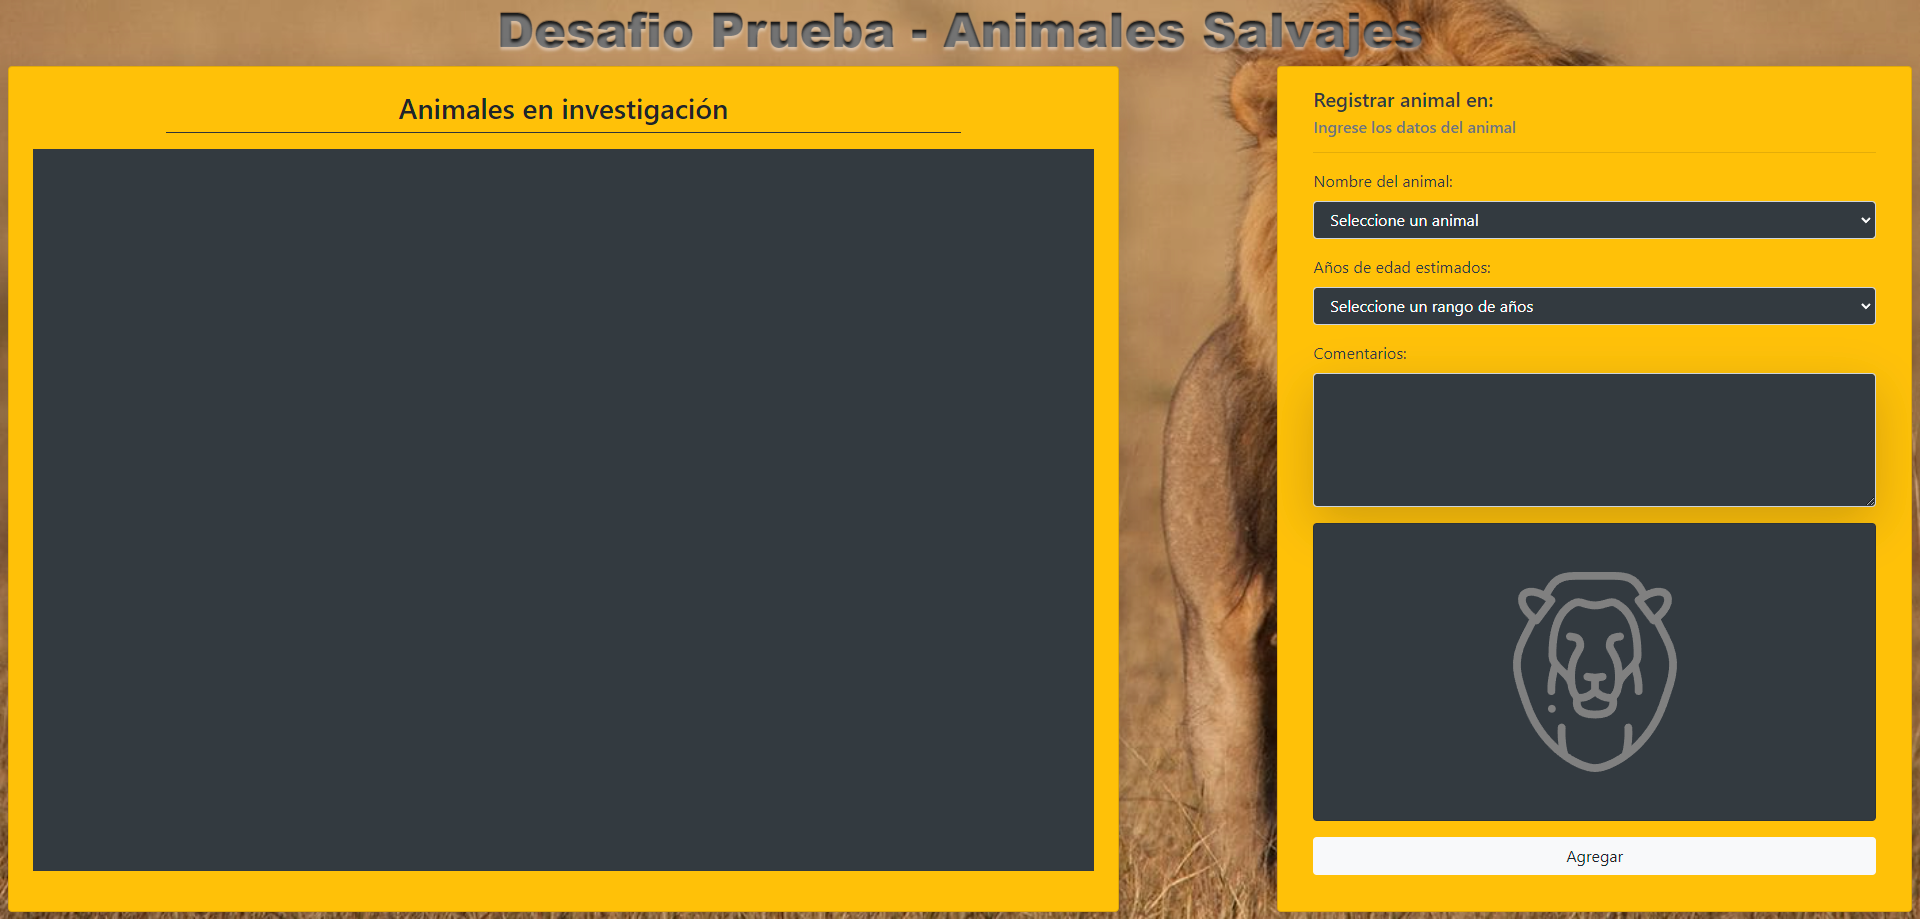 Desafio Prueba - Animales Salvajes
Animales en investigación
Registrar animal en:
Ingrese los datos del animal
Nombre del animal:
Seleccione un animal
Años de edad estimados:
Seleccione un rango de años
Comentarios:
Agregar